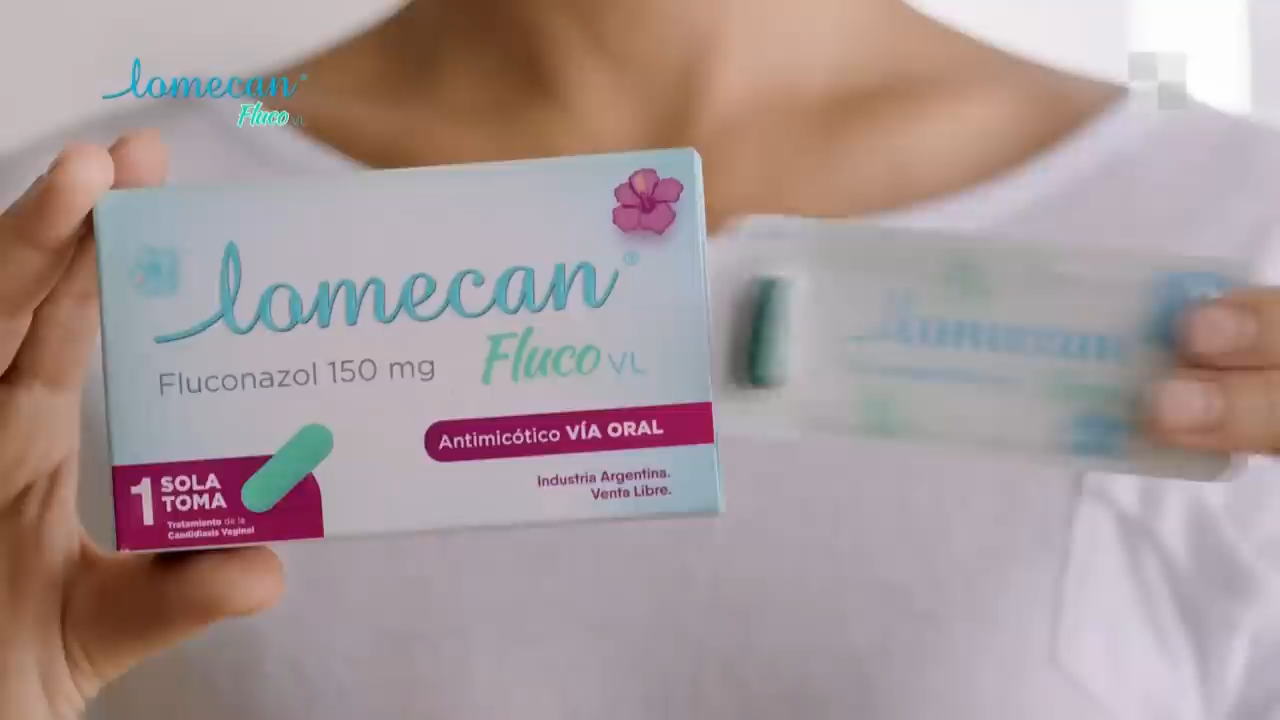 lomecan®
Fluco VL
lomecan®
Fluconazol 150 mg
Fluco VL
Antimicótico VÍA ORAL
1 SOLA
TOMA
Tratamiento de la
Candidiasis Vaginal
Industria Argentina.
Venta Libre.